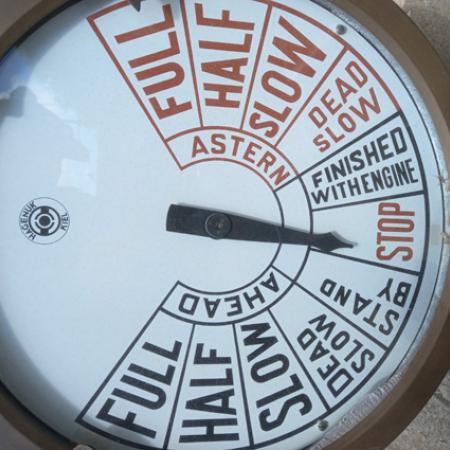 FULL
HALF
SLOW
DEAD
SLOW
ASTERN
FINISHED
WITH ENGINE
STOP
STAND
BY
DEAD
SLOW
SLOW
HALF
FULL
AHEAD
HAGENUK
KIEL